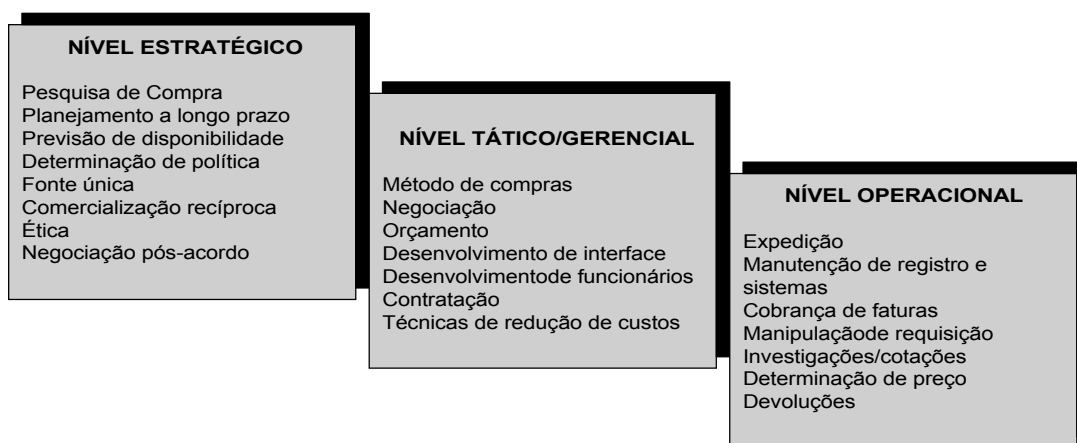 NÍVEL ESTRATÉGICO
Pesquisa de Compra
Planejamento a longo prazo
Previsão de disponibilidade
Determinação de política
Fonte única
Comercialização recíproca
Ética
Negociação pós-acordo
NÍVEL TÁTICO/GERENCIAL
Método de compras
Negociação
Orçamento
Desenvolvimento de interface
Desenvolvimentode funcionários
Contratação
Técnicas de redução de custos
NÍVEL OPERACIONAL
Expedição
Manutenção de registro e
sistemas
Cobrança de faturas
Manipulaçãode requisição
Investigações/cotações
Determinação de preço
Devoluções